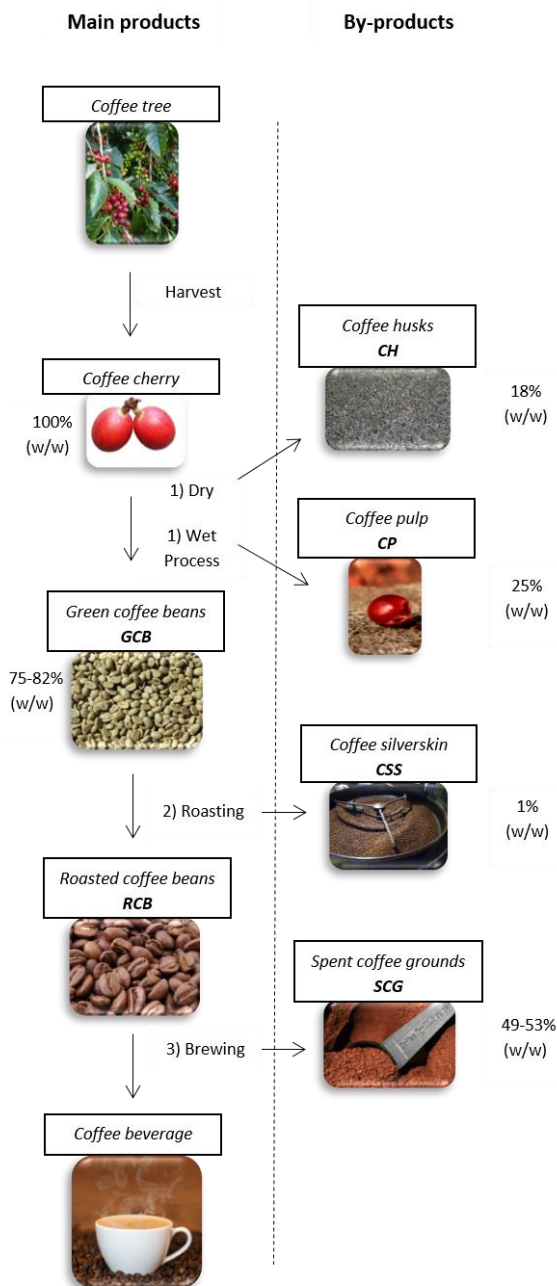 Main products
By-products
Coffee tree
Harvest
Coffee husks
CH
Coffee cherry
18%
(w/w)
100%
(w/w)
1) Dry
1) Wet
Process
Coffee pulp
CP
25%
(w/w)
Green coffee beans
GCB
75-82%
(w/w)
Coffee silverskin
CSS
2) Roasting
1%
(w/w)
Roasted coffee beans
RCB
Spent coffee grounds
SCG
49-53%
(w/w)
3) Brewing
Coffee beverage